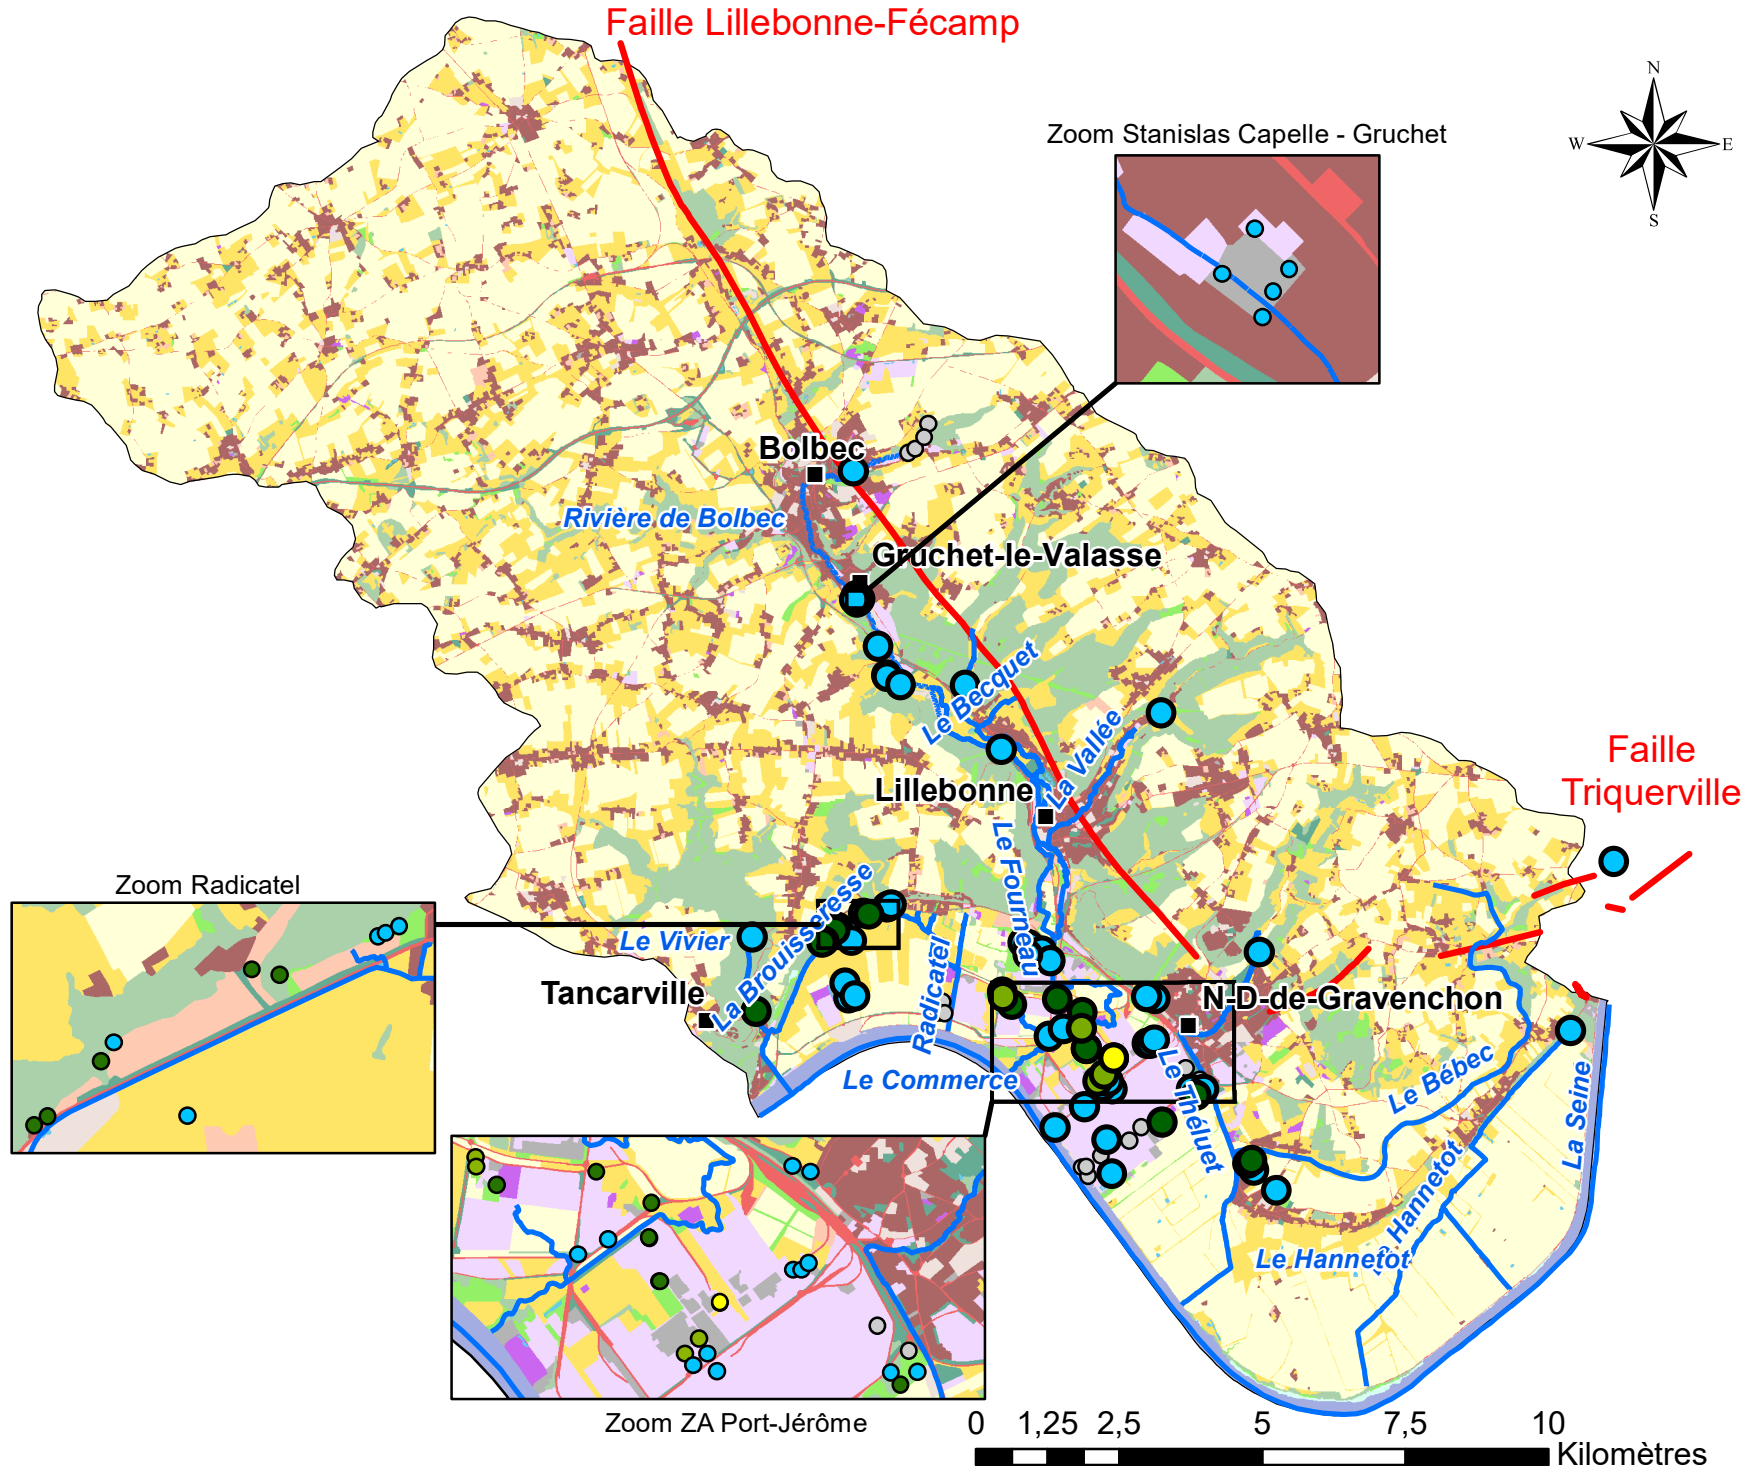 Faille Lillebonne-Fécamp
N
W
E
S
Zoom Stanislas Capelle - Gruchet
Bolbec
Rivière de Bolbec
Gruchet-le-Valasse
Le Becquet
La Vallée
Lillebonne
Faille
Triquerville
Le Fourneau
Zoom Radicatel
La Brouisseresse
Le Vivier
Radicatel
Tancarville
N-D-de-Gravenchon
Le Commerce
Le Théluet
Le Bébec
La Seine
Le Hannetot
Le Hannetot
Zoom ZA Port-Jérôme
0 1,25 2,5 5 7,5 10
Kilomètres